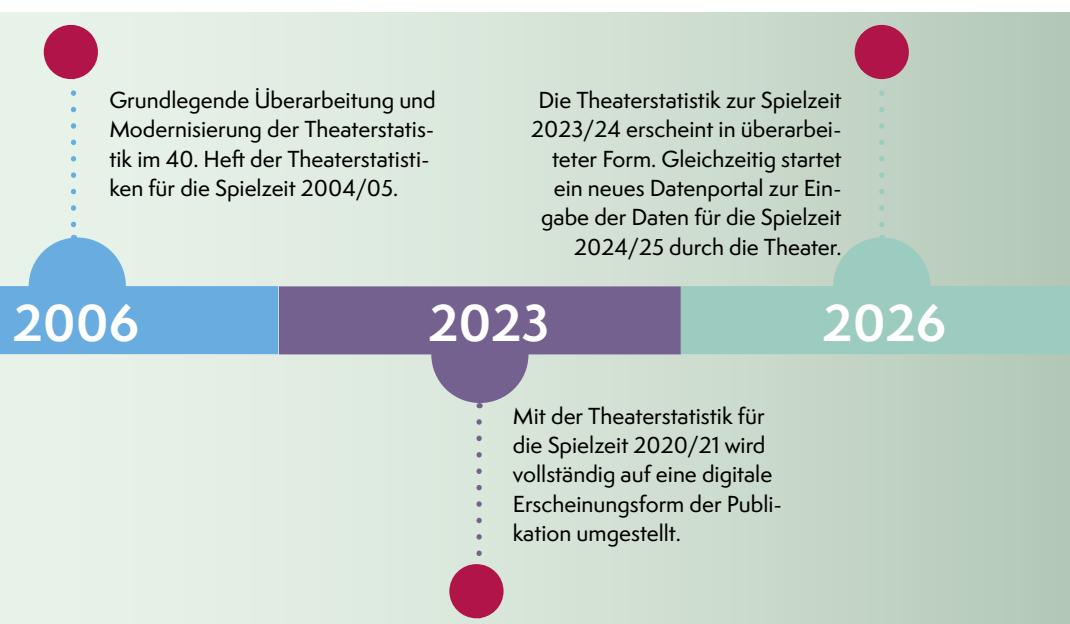 Grundlegende Überarbeitung und
Modernisierung der Theaterstatis-
tik im 40. Heft der Theaterstatisti-
ken für die Spielzeit 2004/05.
Die Theaterstatistik zur Spielzeit
2023/24 erscheint in überarbei-
teter Form. Gleichzeitig startet
ein neues Datenportal zur Ein-
gabe der Daten für die Spielzeit
2024/25 durch die Theater.
2006
2023
2026
Mit der Theaterstatistik für
die Spielzeit 2020/21 wird
vollständig auf eine digitale
Erscheinungsform der Publi-
kation umgestellt.